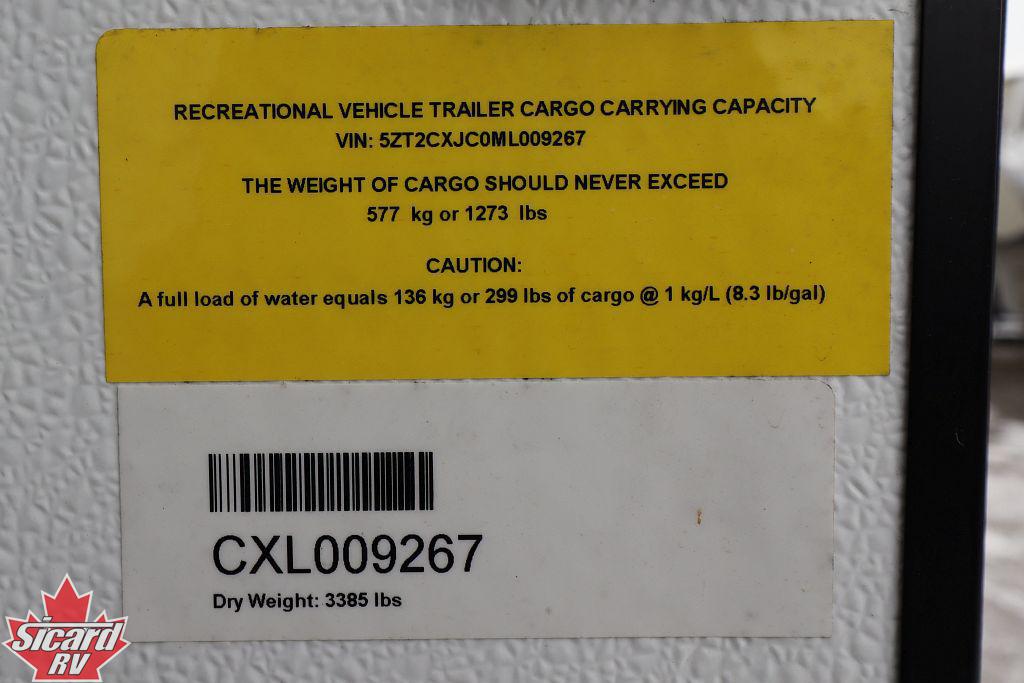 RECREATIONAL VEHICLE TRAILER CARGO CARRYING CAPACITY
VIN: 5ZT2CXJC0ML009267
THE WEIGHT OF CARGO SHOULD NEVER EXCEED
577 kg or 1273 lbs
CAUTION:
A full load of water equals 136 kg or 299 lbs of cargo @ 1 kg/L (8.3 lb/gal)
CXL009267
Dry Weight: 3385 lbs
Sicard
RV